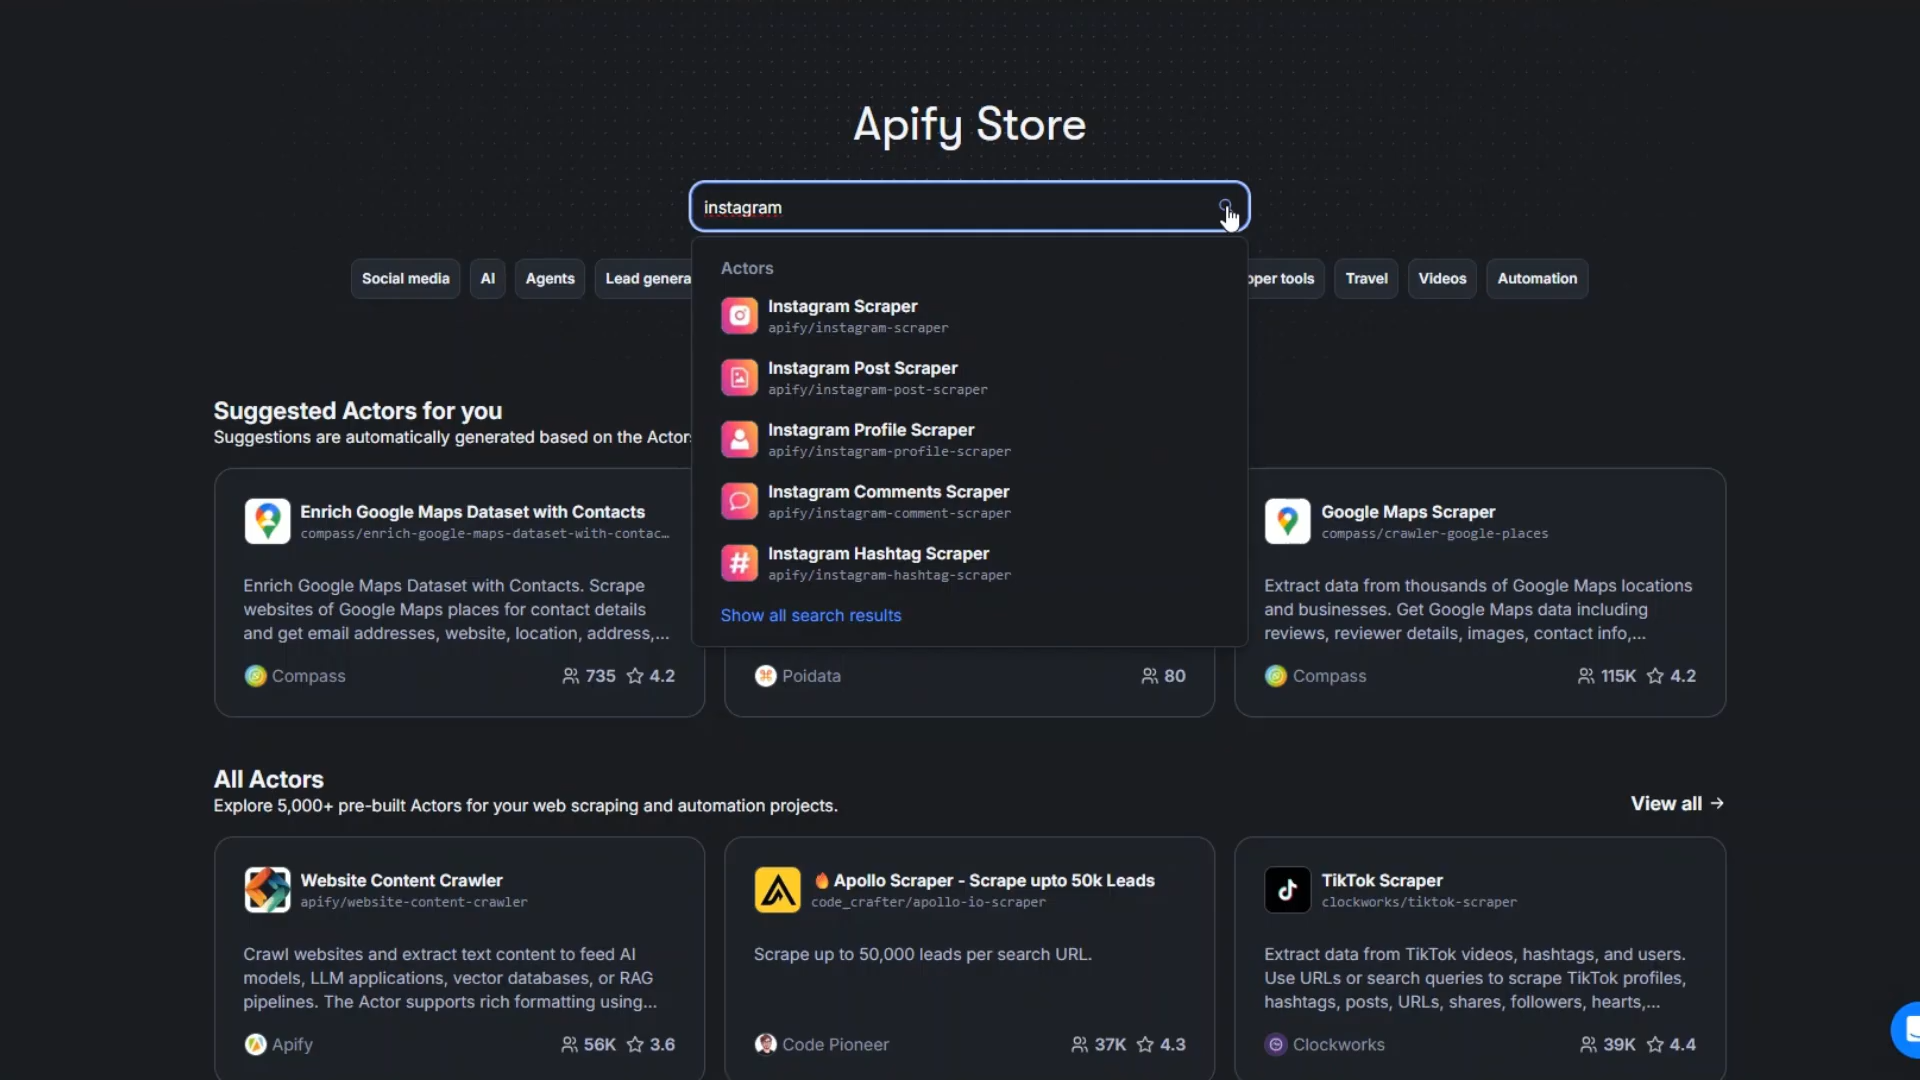 Apify Store
instagram
Social media
AI
Agents
Lead genera
oper tools
Travel
Videos
Automation
Actors
Instagram Scraper
apify/instagram-scraper
Instagram Post Scraper
apify/instagram-post-scraper
Instagram Profile Scraper
apify/instagram-profile-scraper
Instagram Comments Scraper
apify/instagram-comment-scraper
Instagram Hashtag Scraper
apify/instagram-hashtag-scraper
Show all search results
Suggested Actors for you
Suggestions are automatically generated based on the Actor
Enrich Google Maps Dataset with Contacts
compass/enrich-google-maps-dataset-with-contac…
Enrich Google Maps Dataset with Contacts. Scrape
websites of Google Maps places for contact details
and get email addresses, website, location, address,…
Compass
735
4.2
Poidata
80
Google Maps Scraper
compass/crawler-google-places
Extract data from thousands of Google Maps locations
and businesses. Get Google Maps data including
reviews, reviewer details, images, contact info,…
Compass
115K
4.2
All Actors
Explore 5,000+ pre-built Actors for your web scraping and automation projects.
View all
Website Content Crawler
apify/website-content-crawler
Crawl websites and extract text content to feed AI
models, LLM applications, vector databases, or RAG
pipelines. The Actor supports rich formatting using…
Apify
56K
3.6
Apollo Scraper - Scrape upto 50k Leads
code_crafter/apollo-io-scraper
Scrape up to 50,000 leads per search URL.
Code Pioneer
37K
4.3
TikTok Scraper
clockworks/tiktok-scraper
Extract data from TikTok videos, hashtags, and users.
Use URLs or search queries to scrape TikTok profiles,
hashtags, posts, URLs, shares, followers, hearts,…
Clockworks
39K
4.4